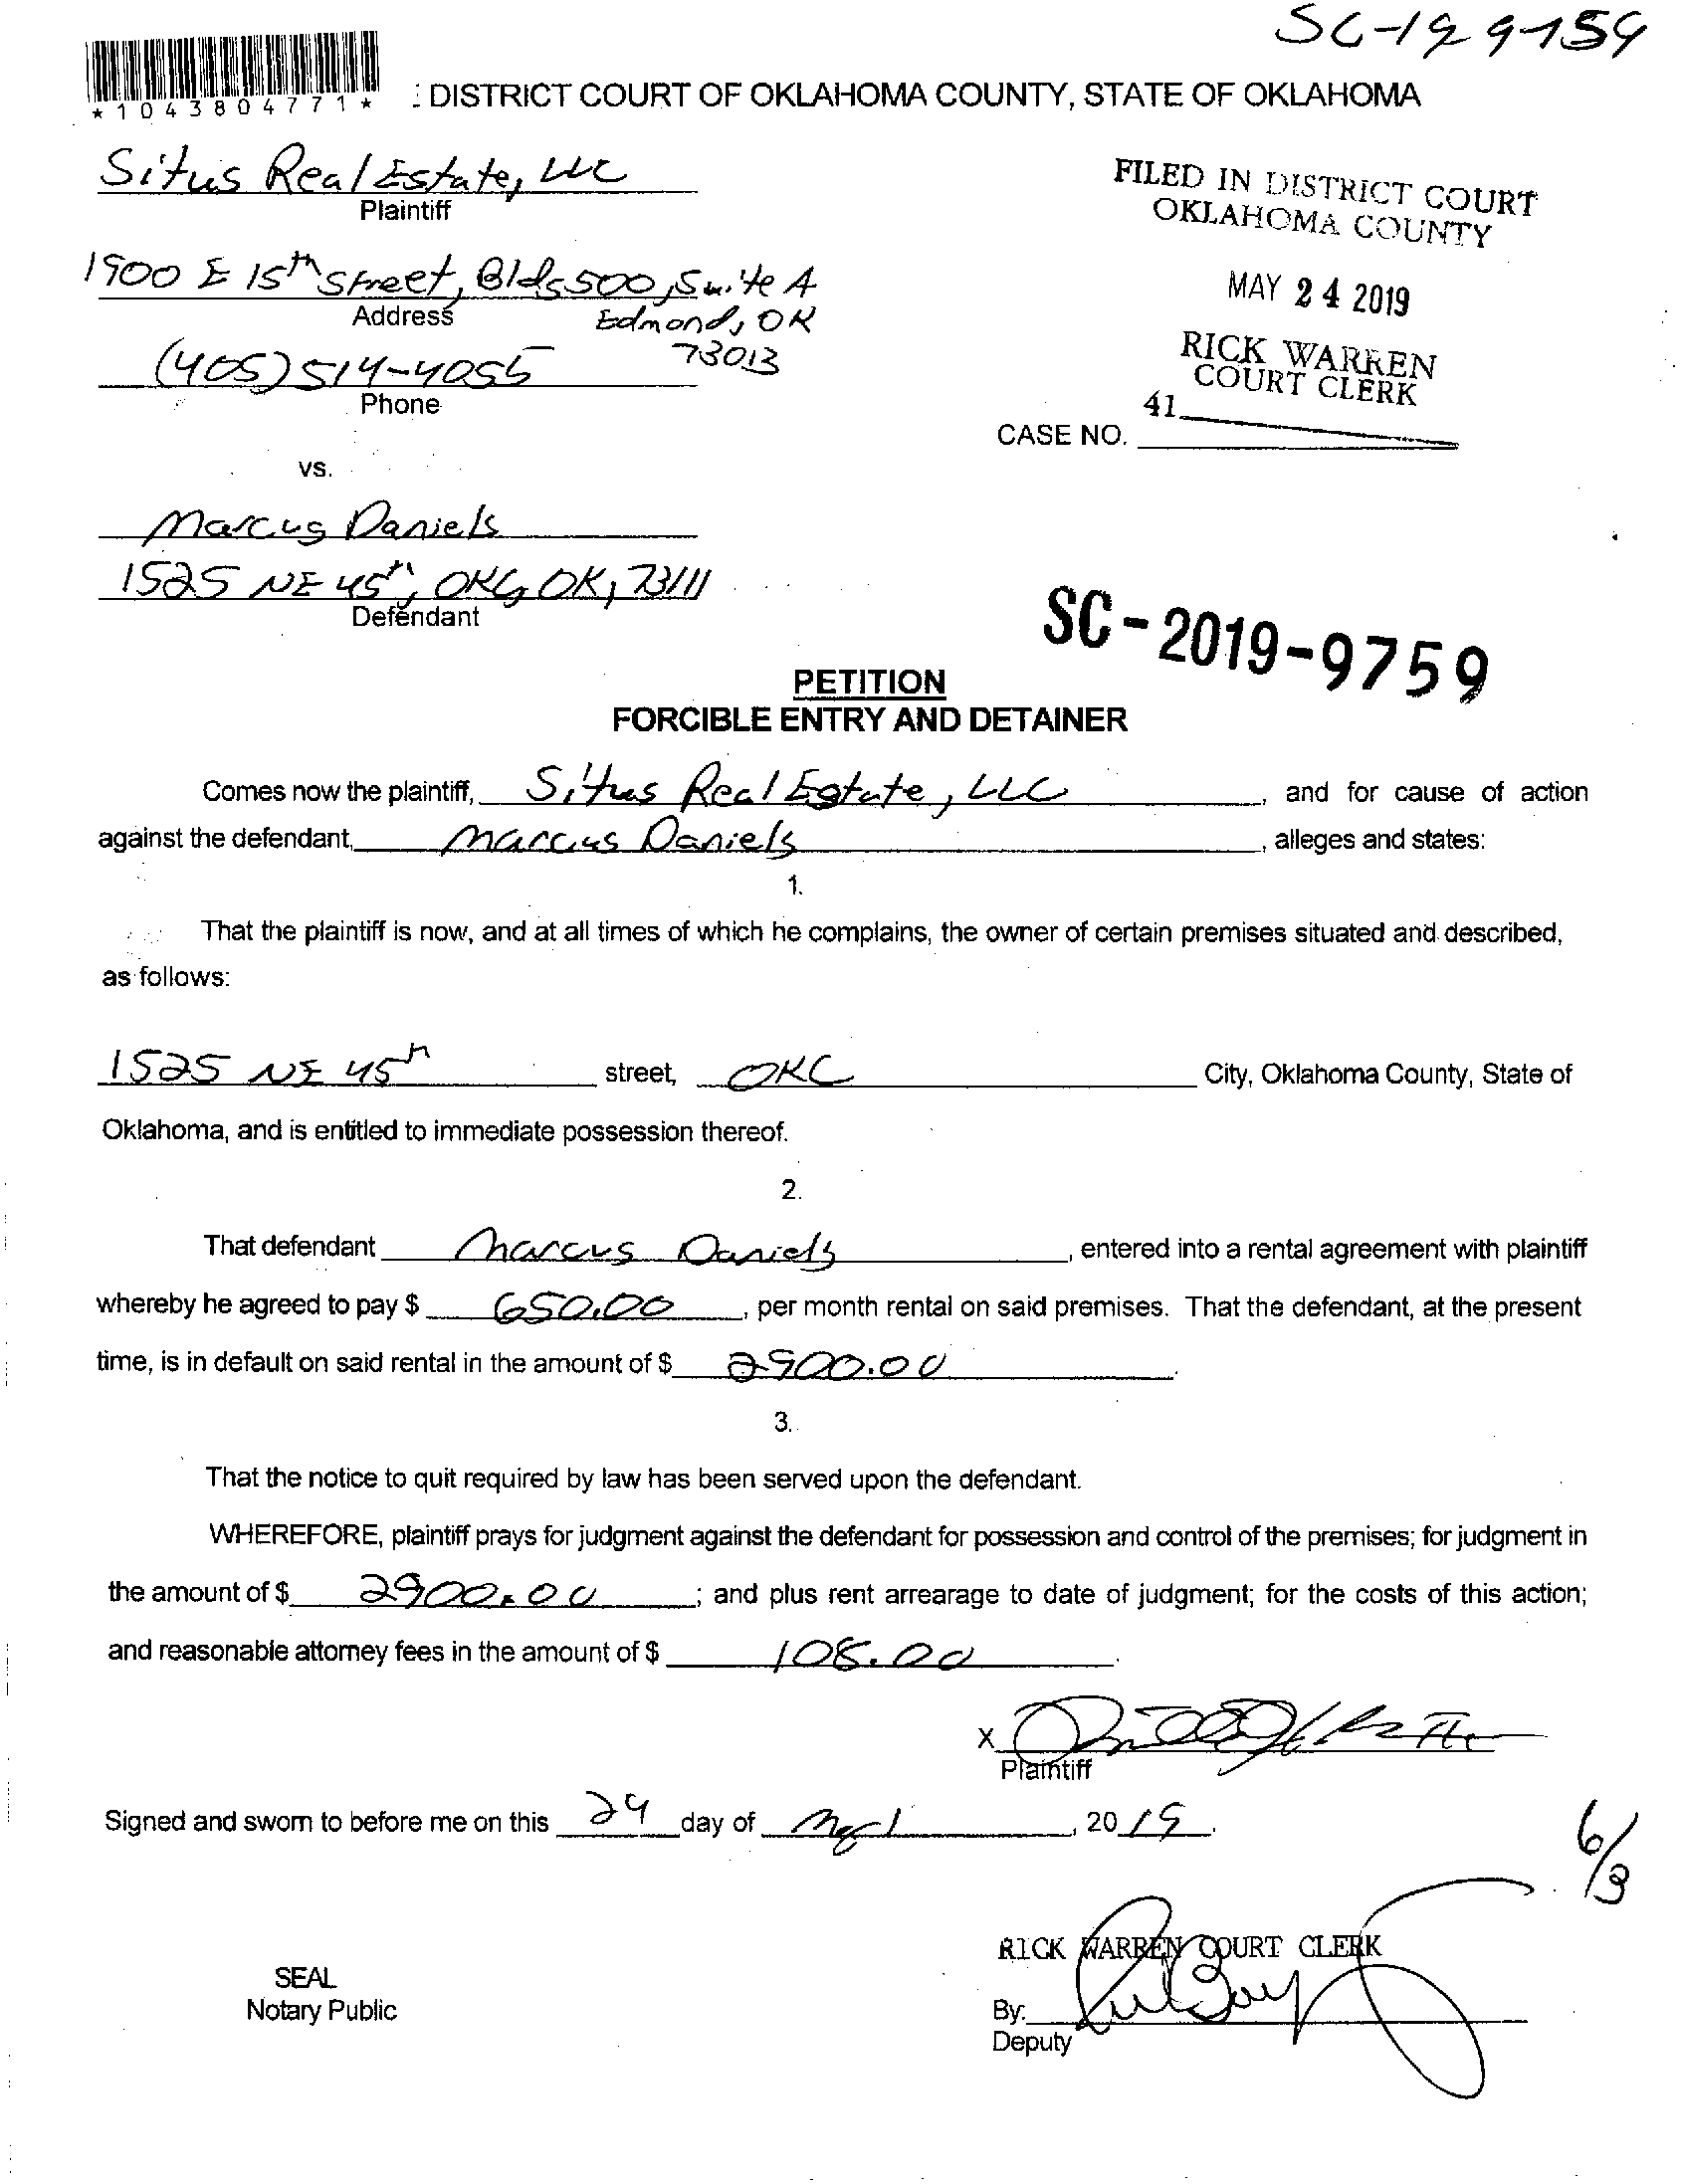 *1043804771*
: DISTRICT COURT OF OKLAHOMA COUNTY, STATE OF OKLAHOMA
Situs Real Estate, LLC
Plaintiff
FILED IN DISTRICT COURT
OKLAHOMA COUNTY
1900 E 15th Street, Bldg 500, Suite A
Address
Edmond, OK
73013
MAY 24 2019
(405) 514-4055
Phone
RICK WARREN
COURT CLERK
41
CASE NO.
vs.
Marcus Daniels
1525 NE 45th, OKC, OK, 73111
Defendant
SC-2019-9759
PETITION
FORCIBLE ENTRY AND DETAINER
Comes now the plaintiff, Situs Real Estate, LLC, and for cause of action
against the defendant, Marcus Daniels, alleges and states:
1.
That the plaintiff is now, and at all times of which he complains, the owner of certain premises situated and described,
as follows:
1525 NE 45th street, OKC City, Oklahoma County, State of
Oklahoma, and is entitled to immediate possession thereof.
2.
That defendant Marcus Daniels, entered into a rental agreement with plaintiff
whereby he agreed to pay $ 650.00, per month rental on said premises. That the defendant, at the present
time, is in default on said rental in the amount of $ 2900.00.
3.
That the notice to quit required by law has been served upon the defendant.
WHEREFORE, plaintiff prays for judgment against the defendant for possession and control of the premises; for judgment in
the amount of $ 2900.00; and plus rent arrearage to date of judgment; for the costs of this action;
and reasonable attorney fees in the amount of $ 108.00.
X
Plaintiff
Signed and sworn to before me on this 24 day of May, 2019.
6/3
RICK WARREN COURT CLERK
SEAL
Notary Public
By:
Deputy